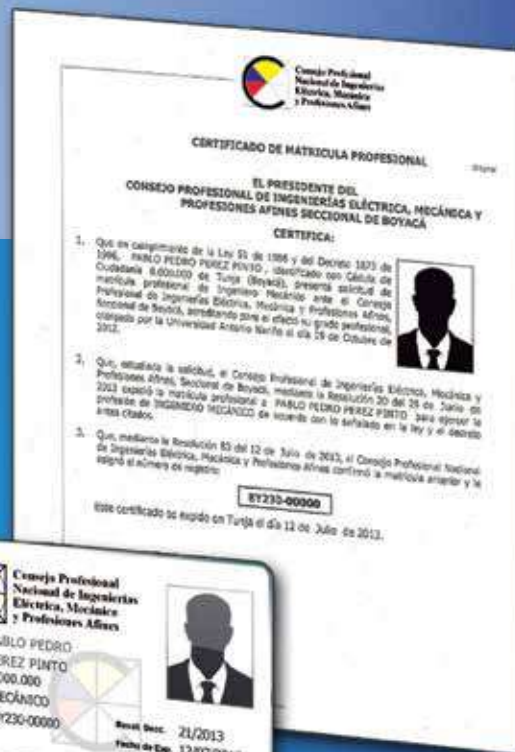 Consejo Profesional
Nacional de Ingenierías
Eléctrica, Mecánica
y Profesiones Afines
CERTIFICADO DE MATRICULA PROFESIONAL
EL PRESIDENTE DEL
CONSEJO PROFESIONAL DE INGENIERÍAS ELÉCTRICA, MECÁNICA Y
PROFESIONES AFINES SECCIONAL DE BOYACÁ
CERTIFICA:
1. Que en cumplimiento de la Ley 51 de 1986 y del Decreto 1873 de
1996, PABLO PEDRO PEREZ PINTO, identificado con Cédula de
Ciudadanía 6.000.000 de Tunja (Boyacá), presentó solicitud de
matrícula profesional de Ingeniero Mecánico ante el Consejo
Profesional de Ingenierías Eléctrica, Mecánica y Profesiones Afines,
Seccional de Boyacá, acreditando para el efecto su grado profesional,
otorgado por la Universidad Antonio Nariño el día 19 de Octubre de
2012.
2. Que, estudiada la solicitud, el Consejo Profesional de Ingenierías Eléctrica, Mecánica y
Profesiones Afines, Seccional de Boyacá, mediante la Resolución 20 del 28 de Junio de
2013 expidió la matrícula profesional a PABLO PEDRO PEREZ PINTO para ejercer la
profesión de INGENIERO MECÁNICO de acuerdo con lo señalado en la ley y el decreto
antes citados.
3. Que, mediante la Resolución 83 del 12 de Julio de 2013, el Consejo Profesional Nacional
de Ingenierías Eléctrica, Mecánica y Profesiones Afines confirmó la matrícula anterior y le
asignó el número de registro:
BY230-00000
Este certificado se expide en Tunja el día 12 de Julio de 2013.
Consejo Profesional
Nacional de Ingenierías
Eléctrica, Mecánica
y Profesiones Afines
PABLO PEDRO
PEREZ PINTO
000.000
MECÁNICO
BY230-00000
21/2013
Fecha de Exp.